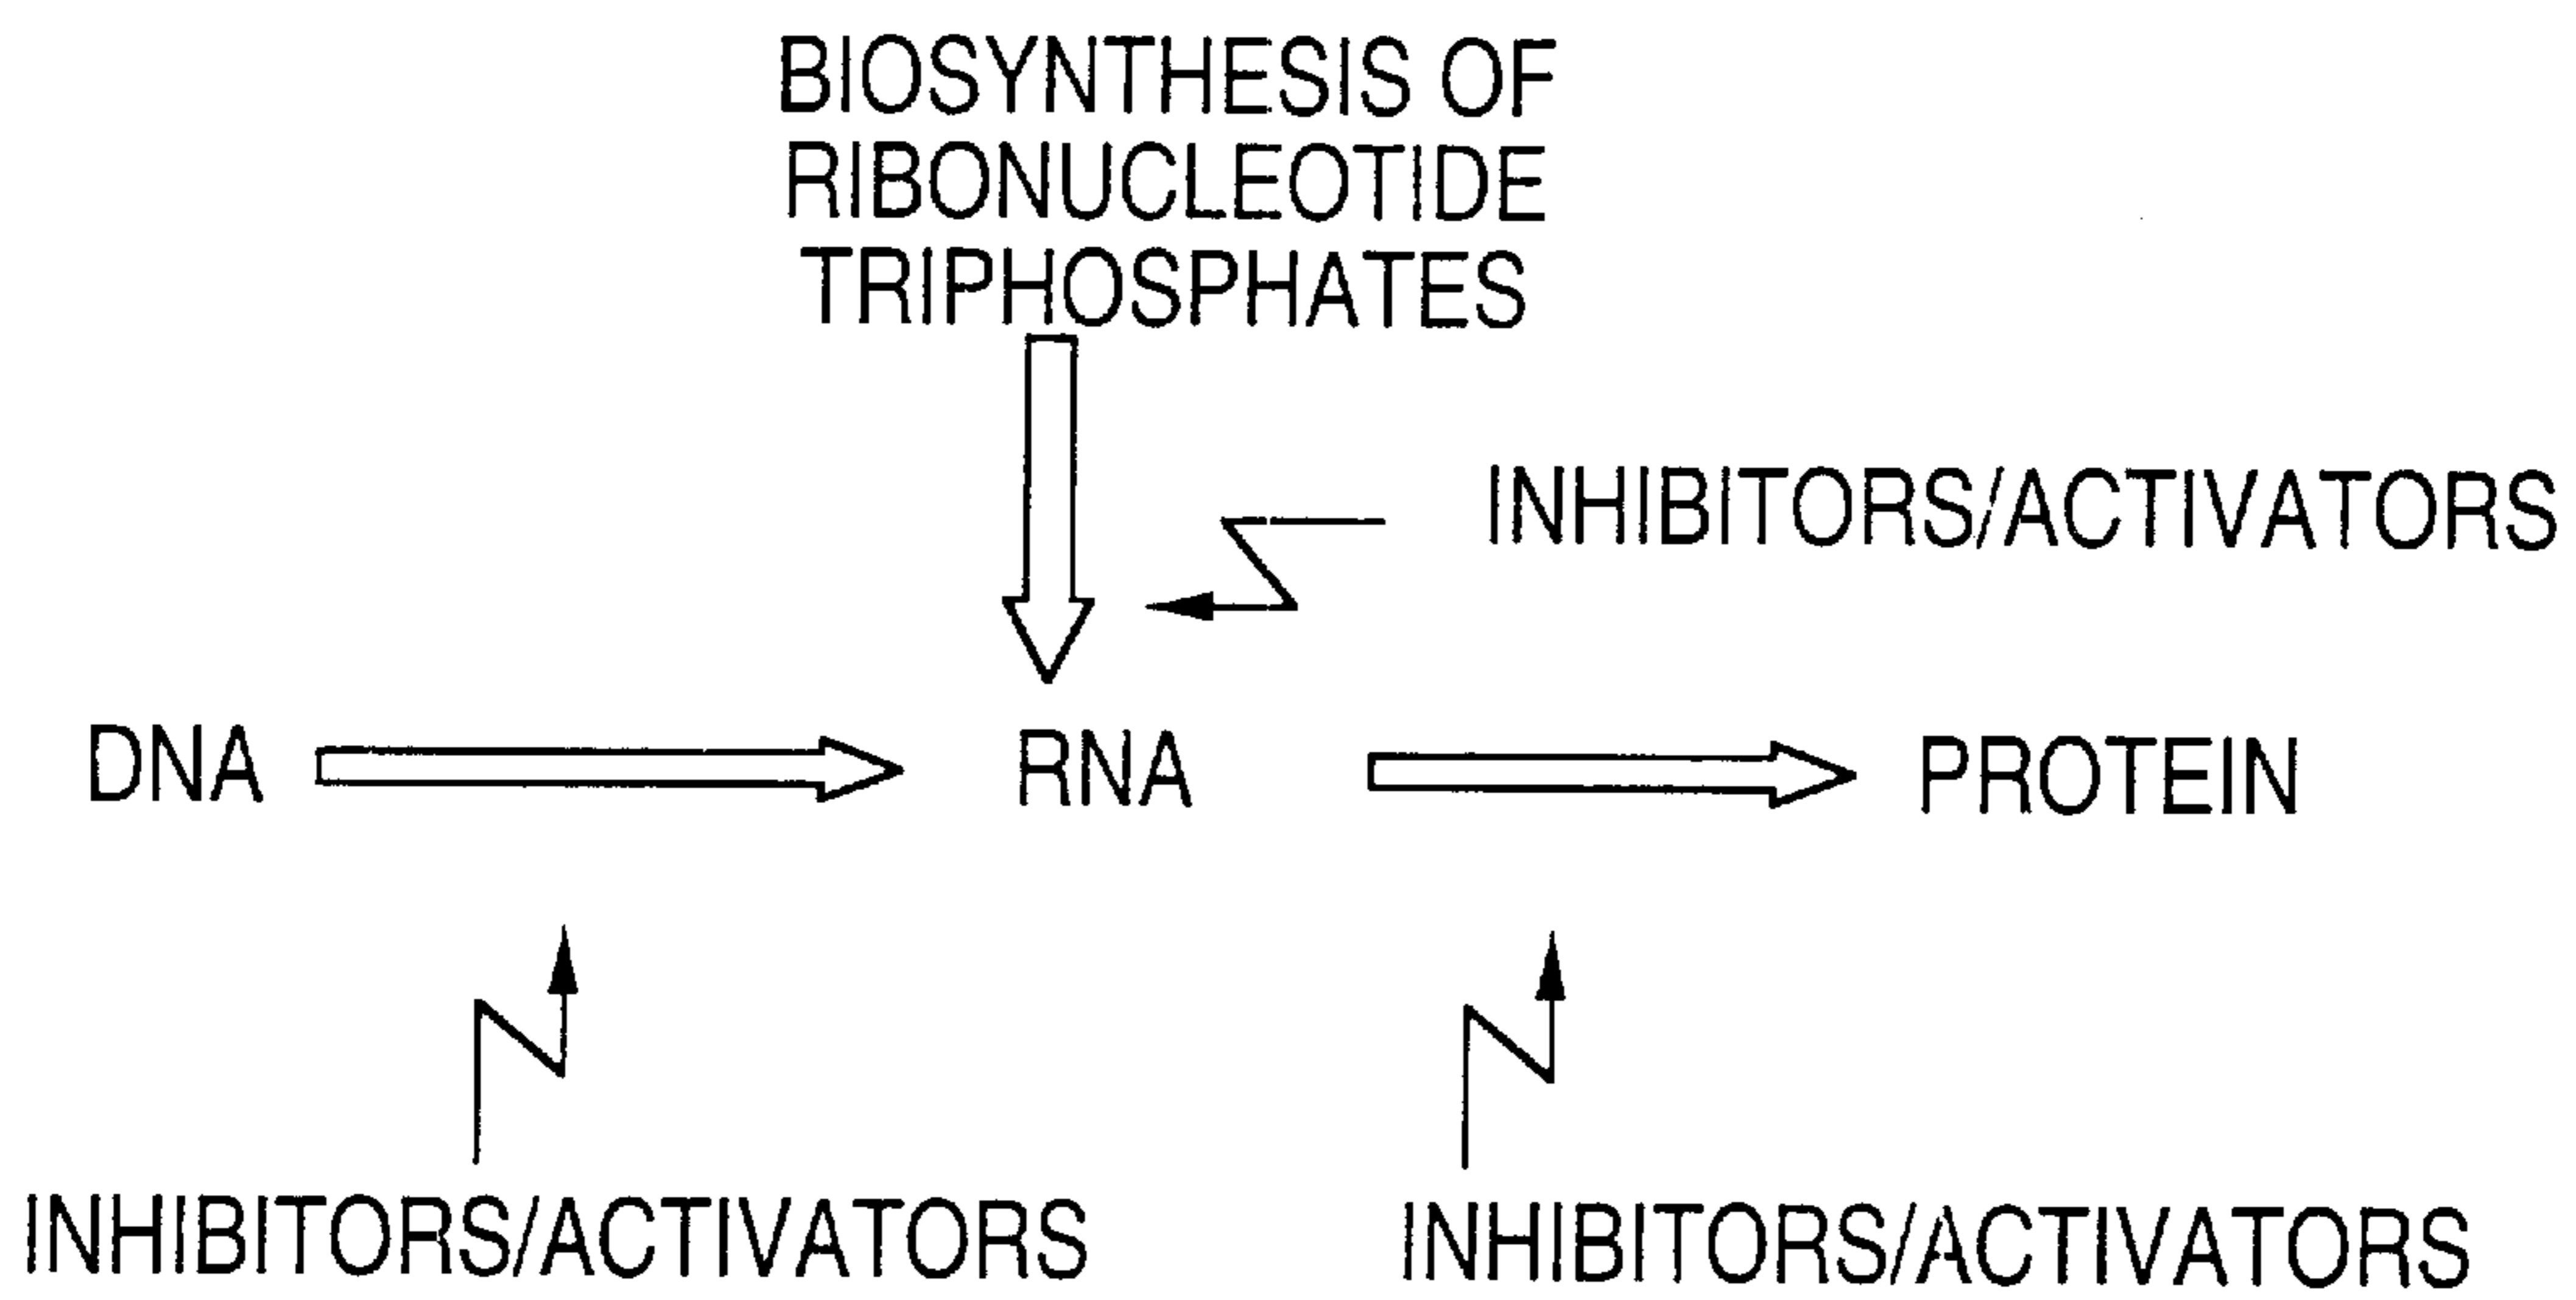 BIOSYNTHESIS OF
RIBONUCLEOTIDE
TRIPHOSPHATES
INHIBITORS/ACTIVATORS
DNA
RNA
PROTEIN
INHIBITORS/ACTIVATORS
INHIBITORS/ACTIVATORS